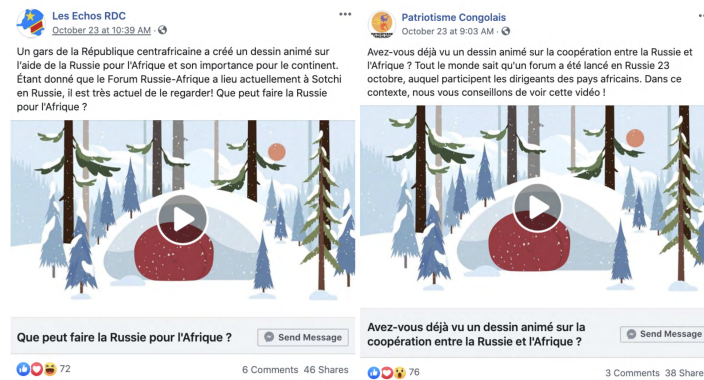 Les Echos RDC
October 23 at 10:39 AM ·
Un gars de la République centrafricaine a créé un dessin animé sur
l'aide de la Russie pour l'Afrique et son importance pour le continent.
Étant donné que le Forum Russie-Afrique a lieu actuellement à Sotchi
en Russie, il est très actuel de le regarder! Que peut faire la Russie
pour l'Afrique ?
Que peut faire la Russie pour l'Afrique ?
Send Message
72
6 Comments 46 Shares
Patriotisme Congolais
October 23 at 9:03 AM ·
Avez-vous déjà vu un dessin animé sur la coopération entre la Russie et
l'Afrique ? Tout le monde sait qu'un forum a été lancé en Russie 23
octobre, auquel participent les dirigeants des pays africains. Dans ce
contexte, nous vous conseillons de voir cette vidéo !
Avez-vous déjà vu un dessin animé sur la
coopération entre la Russie et l'Afrique ?
Send Message
76
3 Comments 38 Shares